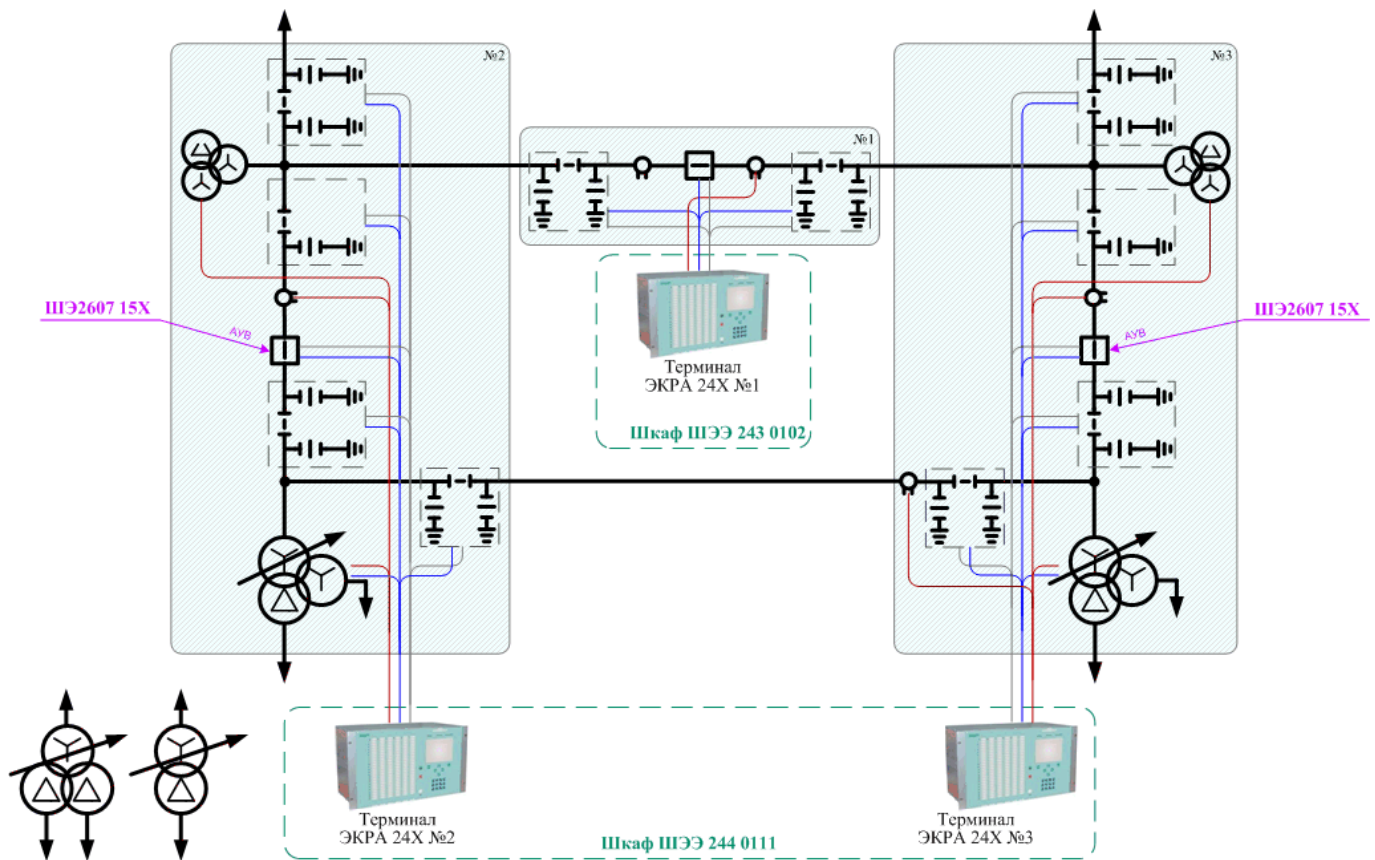 №2
№3
№1
ШЭ2607 15Х
АУВ
АУВ
ШЭ2607 15Х
Терминал
ЭКРА 24Х №1
Шкаф ШЭЭ 243 0102
Терминал
ЭКРА 24Х №2
Терминал
ЭКРА 24Х №3
Шкаф ШЭЭ 244 0111